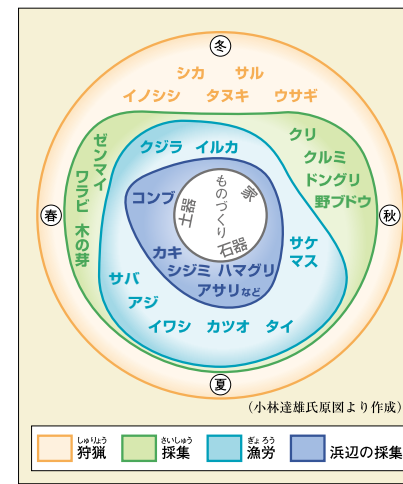 冬
シカ サル
イノシシ タヌキ ウサギ
クリ
クルミ
ドングリ
野ブドウ
ゼンマイ
ワラビ
木の芽
クジラ イルカ
コンブ
ものづくり
家
土器
石器
春
秋
サケ
マス
カキ
シジミ ハマグリ
アサリなど
サバ
アジ
イワシ カツオ タイ
夏
(小林達雄氏原図より作成)
しゅりょう
狩猟
さいしゅう
採集
ぎょろう
漁労
浜辺の採集